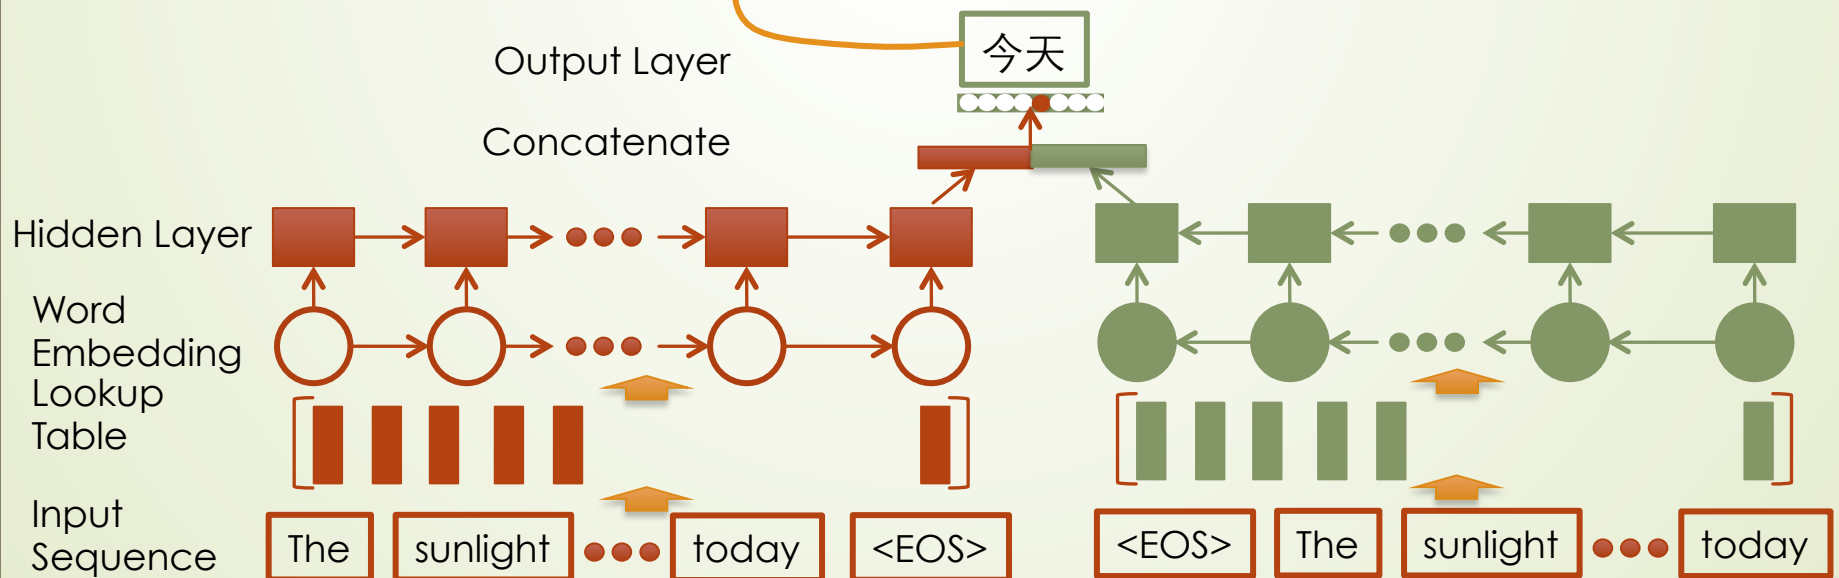 今天
Output Layer
Concatenate
Hidden Layer
Word
Embedding
Lookup
Table
Input
Sequence
The
sunlight
today
<EOS>
<EOS>
The
sunlight
today